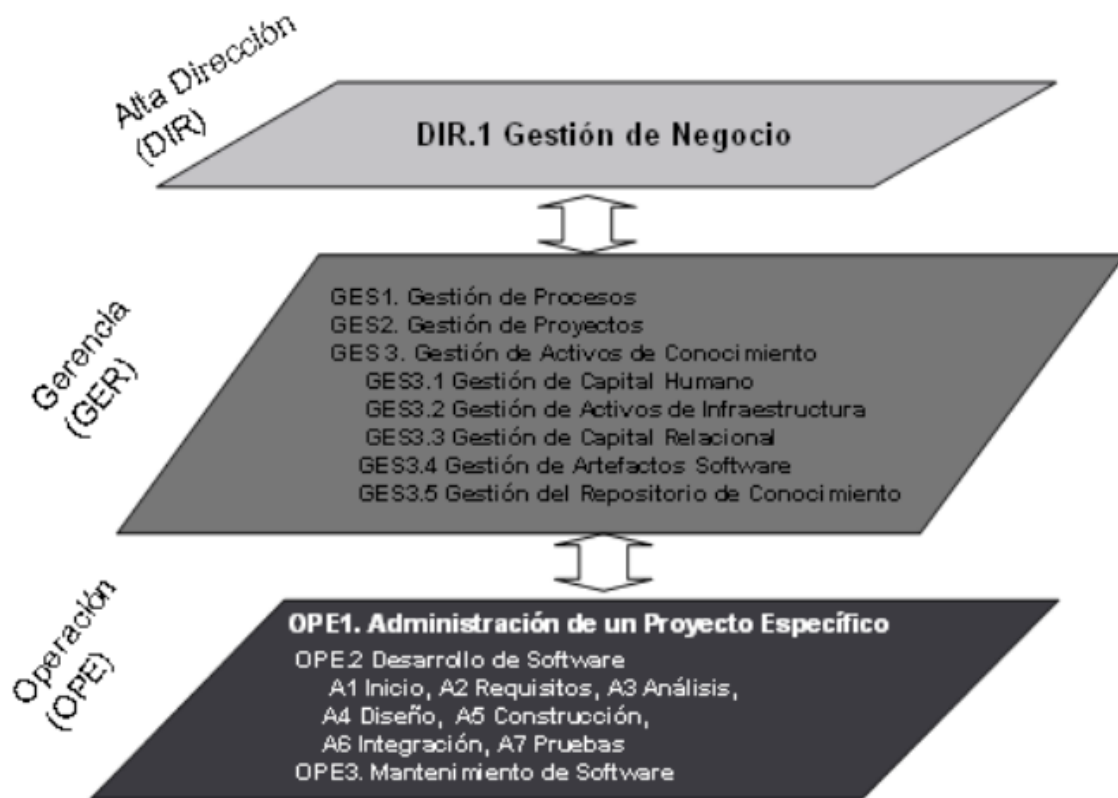 Alta Dirección
(DIR)
DIR.1 Gestión de Negocio
Gerencia
(GER)
GES1. Gestión de Procesos
GES2. Gestión de Proyectos
GES 3. Gestión de Activos de Conocimiento
GES3.1 Gestión de Capital Humano
GES3.2 Gestión de Activos de Infraestructura
GES3.3 Gestión de Capital Relacional
GES3.4 Gestión de Artefactos Software
GES3.5 Gestión del Repositorio de Conocimiento
Operación
(OPE)
OPE1. Administración de un Proyecto Específico
OPE.2 Desarrollo de Software
A1 Inicio, A2 Requisitos, A3 Análisis,
A4 Diseño, A5 Construcción,
A6 Integración, A7 Pruebas
OPE3. Mantenimiento de Software